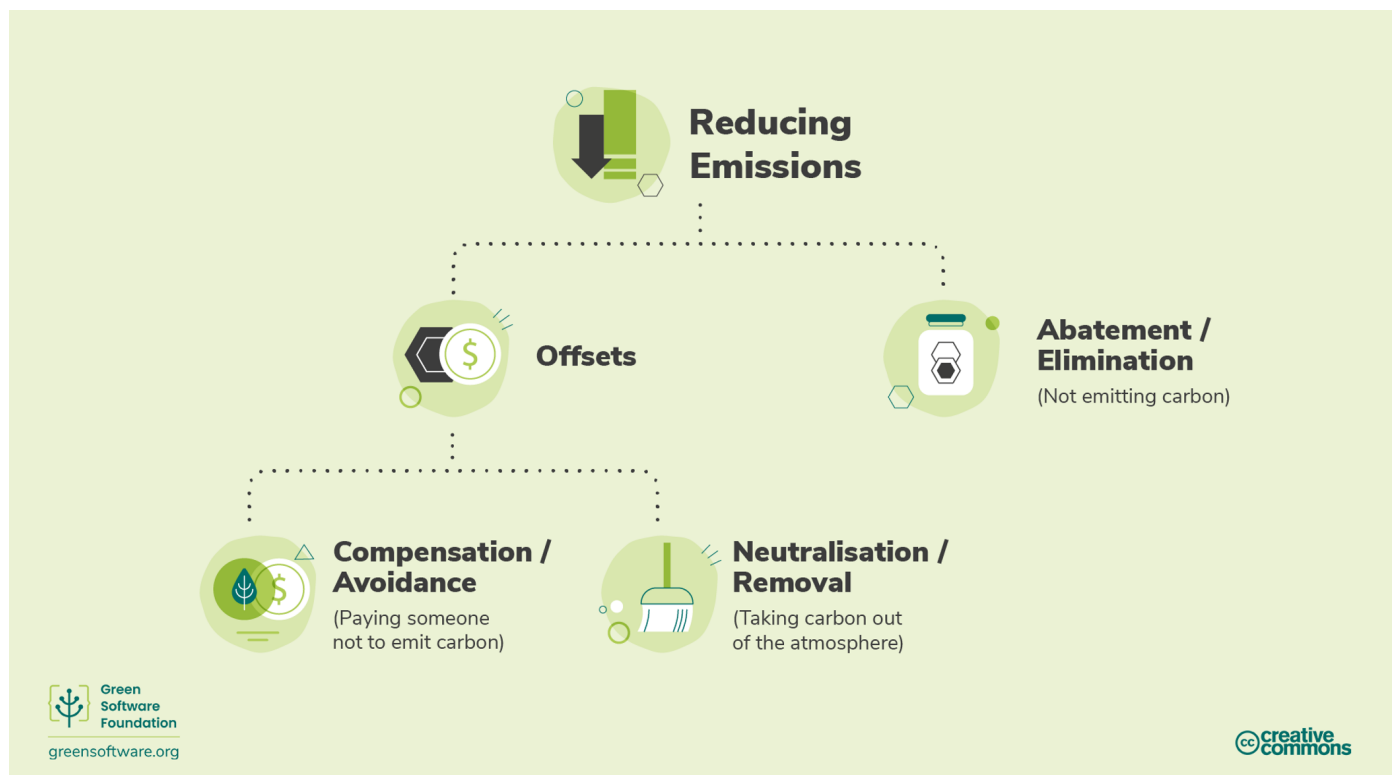 Reducing
Emissions
$
Offsets
Abatement /
Elimination
(Not emitting carbon)
$
Compensation /
Avoidance
(Paying someone
not to emit carbon)
Neutralisation /
Removal
(Taking carbon out
of the atmosphere)
Green
Software
Foundation
greensoftware.org
cc creative
commons